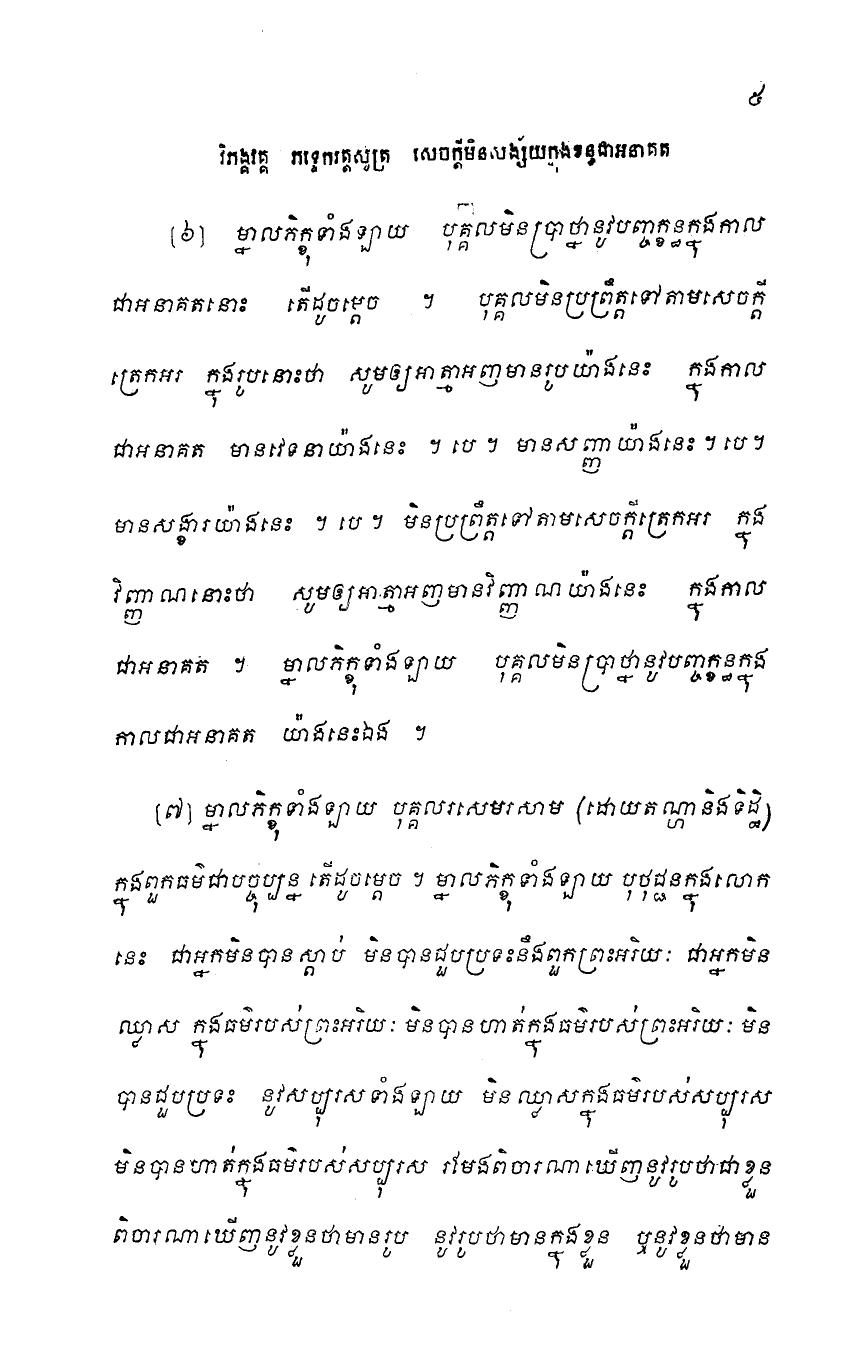 ៥
វិភង្គវគ្គ ភទ្ទេករត្តសូត្រ សេចក្តីមិនសង្ស័យក្នុងខន្ធជាអនាគត
[៦] ម្នាលភិក្ខុទាំងឡាយ បុគ្គលមិនប្រាថ្នានូវបញ្ចក្ខន្ធក្នុងកាល
ជាអនាគតនោះ តើដូចម្តេច ។ បុគ្គលមិនប្រព្រឹត្តទៅតាមសេចក្តី
ត្រេកអរ ក្នុងរូបនោះថា សូមឲ្យអាត្មាអញមានរូបយ៉ាងនេះ ក្នុងកាល
ជាអនាគត មានវេទនាយ៉ាងនេះ ។ បេ ។ មានសញ្ញាយ៉ាងនេះ ។ បេ។
មានសង្ខារយ៉ាងនេះ ។ បេ ។ មិនប្រព្រឹត្តទៅតាមសេចក្តីត្រេកអរ ក្នុង
វិញ្ញាណនោះថា សូមឲ្យអាត្មាអញមានវិញ្ញាណយ៉ាងនេះ ក្នុងកាល
ជាអនាគត ។ ម្នាលភិក្ខុទាំងឡាយ បុគ្គលមិនប្រាថ្នានូវបញ្ចក្ខន្ធក្នុង
កាលជាអនាគត យ៉ាងនេះឯង ។
[៧] ម្នាលភិក្ខុទាំងឡាយ បុគ្គលរសេមរសាម (ដោយតណ្ហានិងទិដ្ឋិ)
ក្នុងពួកធម៌ជាបច្ចុប្បន្ន តើដូចម្តេច ។ ម្នាលភិក្ខុទាំងឡាយ បុថុជ្ជនក្នុងលោក
នេះ ជាអ្នកមិនបានស្តាប់ មិនបានជួបប្រទះនឹងពួកព្រះអរិយៈ ជាអ្នកមិន
ឈ្លាស ក្នុងធម៌របស់ព្រះអរិយៈ មិនបានហាត់ក្នុងធម៌របស់ព្រះអរិយៈ មិន
បានជួបប្រទះ នូវសប្បុរសទាំងឡាយ មិនឈ្លាសក្នុងធម៌របស់សប្បុរស
មិនបានហាត់ក្នុងធម៌របស់សប្បុរស រមែងពិចារណាឃើញនូវរូបថាជាខ្លួន
ពិចារណាឃើញនូវខ្លួនថាមានរូប នូវរូបថាមានក្នុងខ្លួន ឬនូវខ្លួនថាមាន